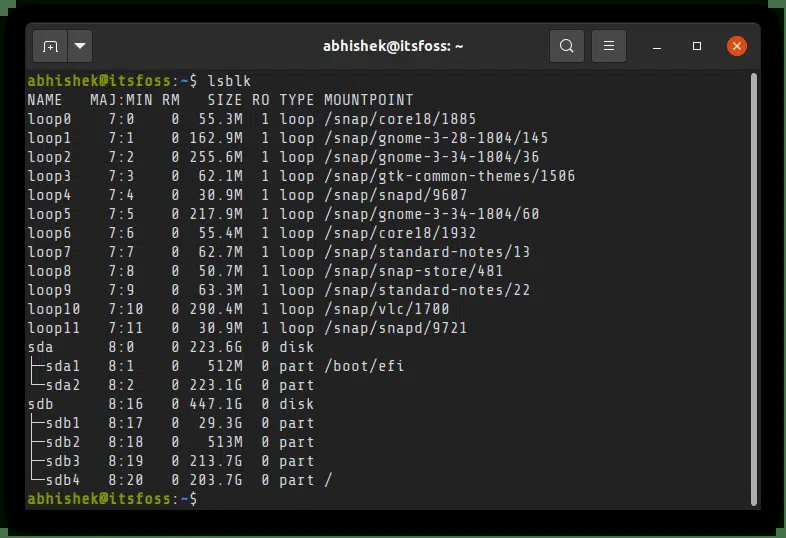 abhishek@itsfoss: ~
abhishek@itsfoss:~$ lsblk
NAME   MAJ:MIN RM   SIZE RO TYPE MOUNTPOINT
loop0    7:0    0  55.3M  1 loop /snap/core18/1885
loop1    7:1    0 162.9M  1 loop /snap/gnome-3-28-1804/145
loop2    7:2    0 255.6M  1 loop /snap/gnome-3-34-1804/36
loop3    7:3    0  62.1M  1 loop /snap/gtk-common-themes/1506
loop4    7:4    0  30.9M  1 loop /snap/snapd/9607
loop5    7:5    0 217.9M  1 loop /snap/gnome-3-34-1804/60
loop6    7:6    0  55.4M  1 loop /snap/core18/1932
loop7    7:7    0  62.7M  1 loop /snap/standard-notes/13
loop8    7:8    0  50.7M  1 loop /snap/snap-store/481
loop9    7:9    0  63.3M  1 loop /snap/standard-notes/22
loop10   7:10   0 290.4M  1 loop /snap/vlc/1700
loop11   7:11   0  30.9M  1 loop /snap/snapd/9721
sda      8:0    0 223.6G  0 disk
├─sda1   8:1    0   512M  0 part /boot/efi
└─sda2   8:2    0 223.1G  0 part
sdb      8:16   0 447.1G  0 disk
├─sdb1   8:17   0  29.3G  0 part
├─sdb2   8:18   0   513M  0 part
├─sdb3   8:19   0 213.7G  0 part
└─sdb4   8:20   0 203.7G  0 part /
abhishek@itsfoss:~$